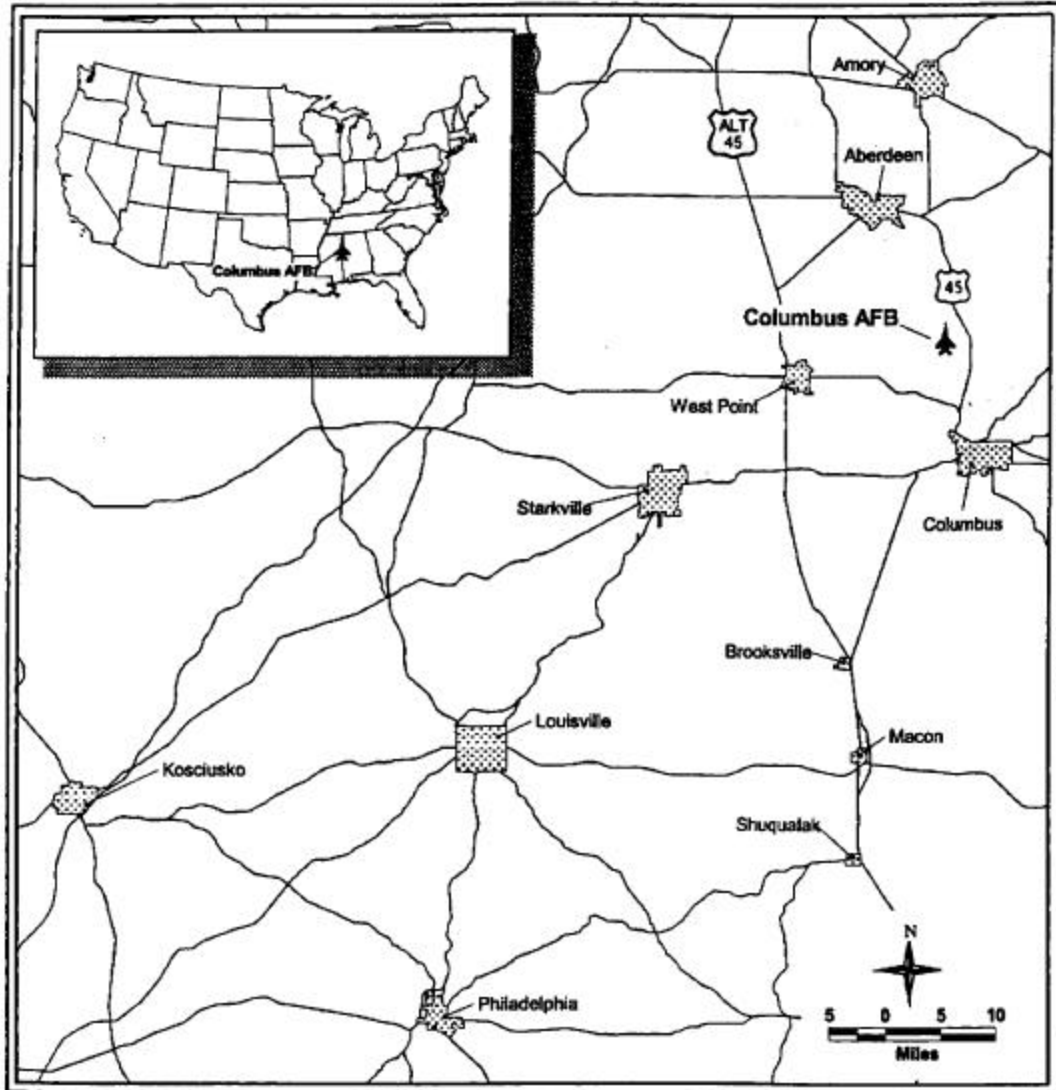 Amory
ALT
45
Aberdeen
Columbus AFB
45
Columbus AFB
West Point
Starkville
Columbus
Brooksville
Louisville
Macon
Kosciusko
Shuqualak
N
Philadelphia
5 0 5 10
Miles